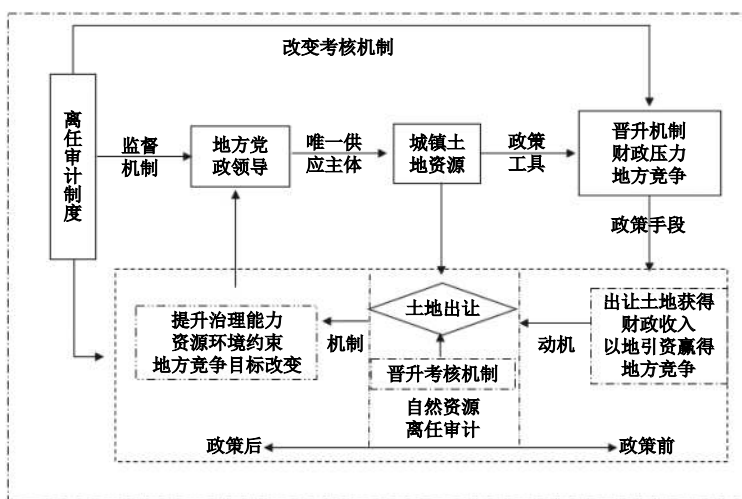 改变考核机制
离任审计制度
监督
机制
地方党
政领导
唯一供
应主体
城镇土
地资源
政策
工具
晋升机制
财政压力
地方竞争
政策手段
提升治理能力
资源环境约束
地方竞争目标改变
机制
土地出让
动机
出让土地获得
财政收入
以地引资赢得
地方竞争
晋升考核机制
自然资源
离任审计
政策后
政策前